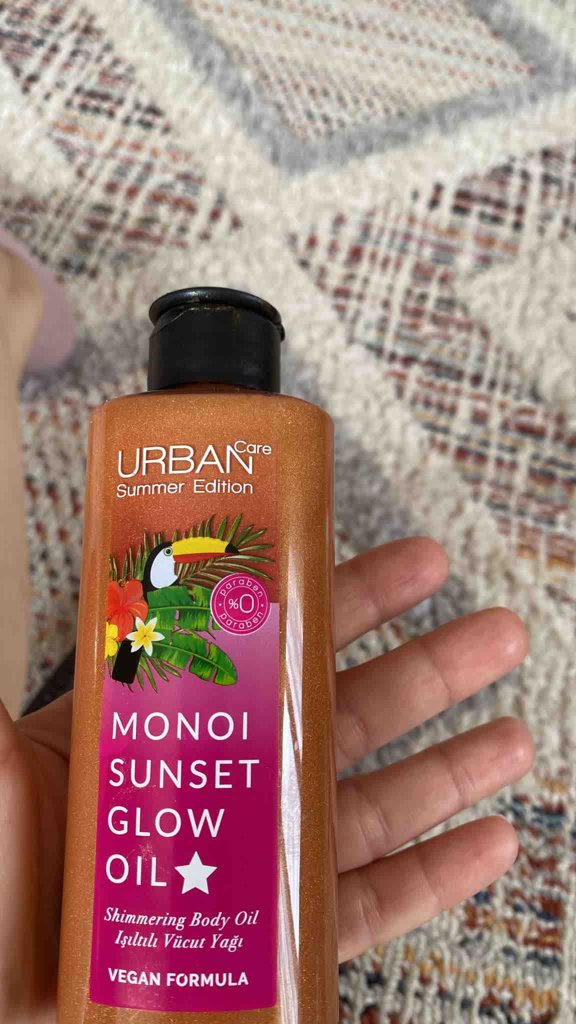 URBAN Care
Summer Edition
paraben
%0
paraben
MONOI
SUNSET
GLOW
OIL
Shimmering Body Oil
Işıltılı Vücut Yağı
VEGAN FORMULA